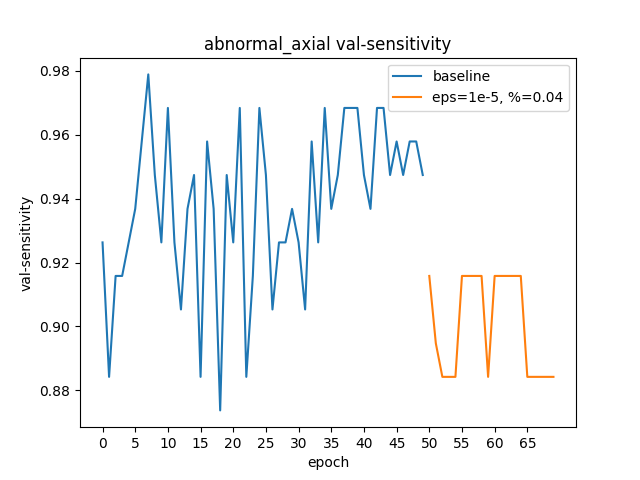 abnormal_axial val-sensitivity
baseline
eps=1e-5, %=0.04
0.98
0.96
0.94
0.92
0.90
0.88
val-sensitivity
0 5 10 15 20 25 30 35 40 45 50 55 60 65
epoch